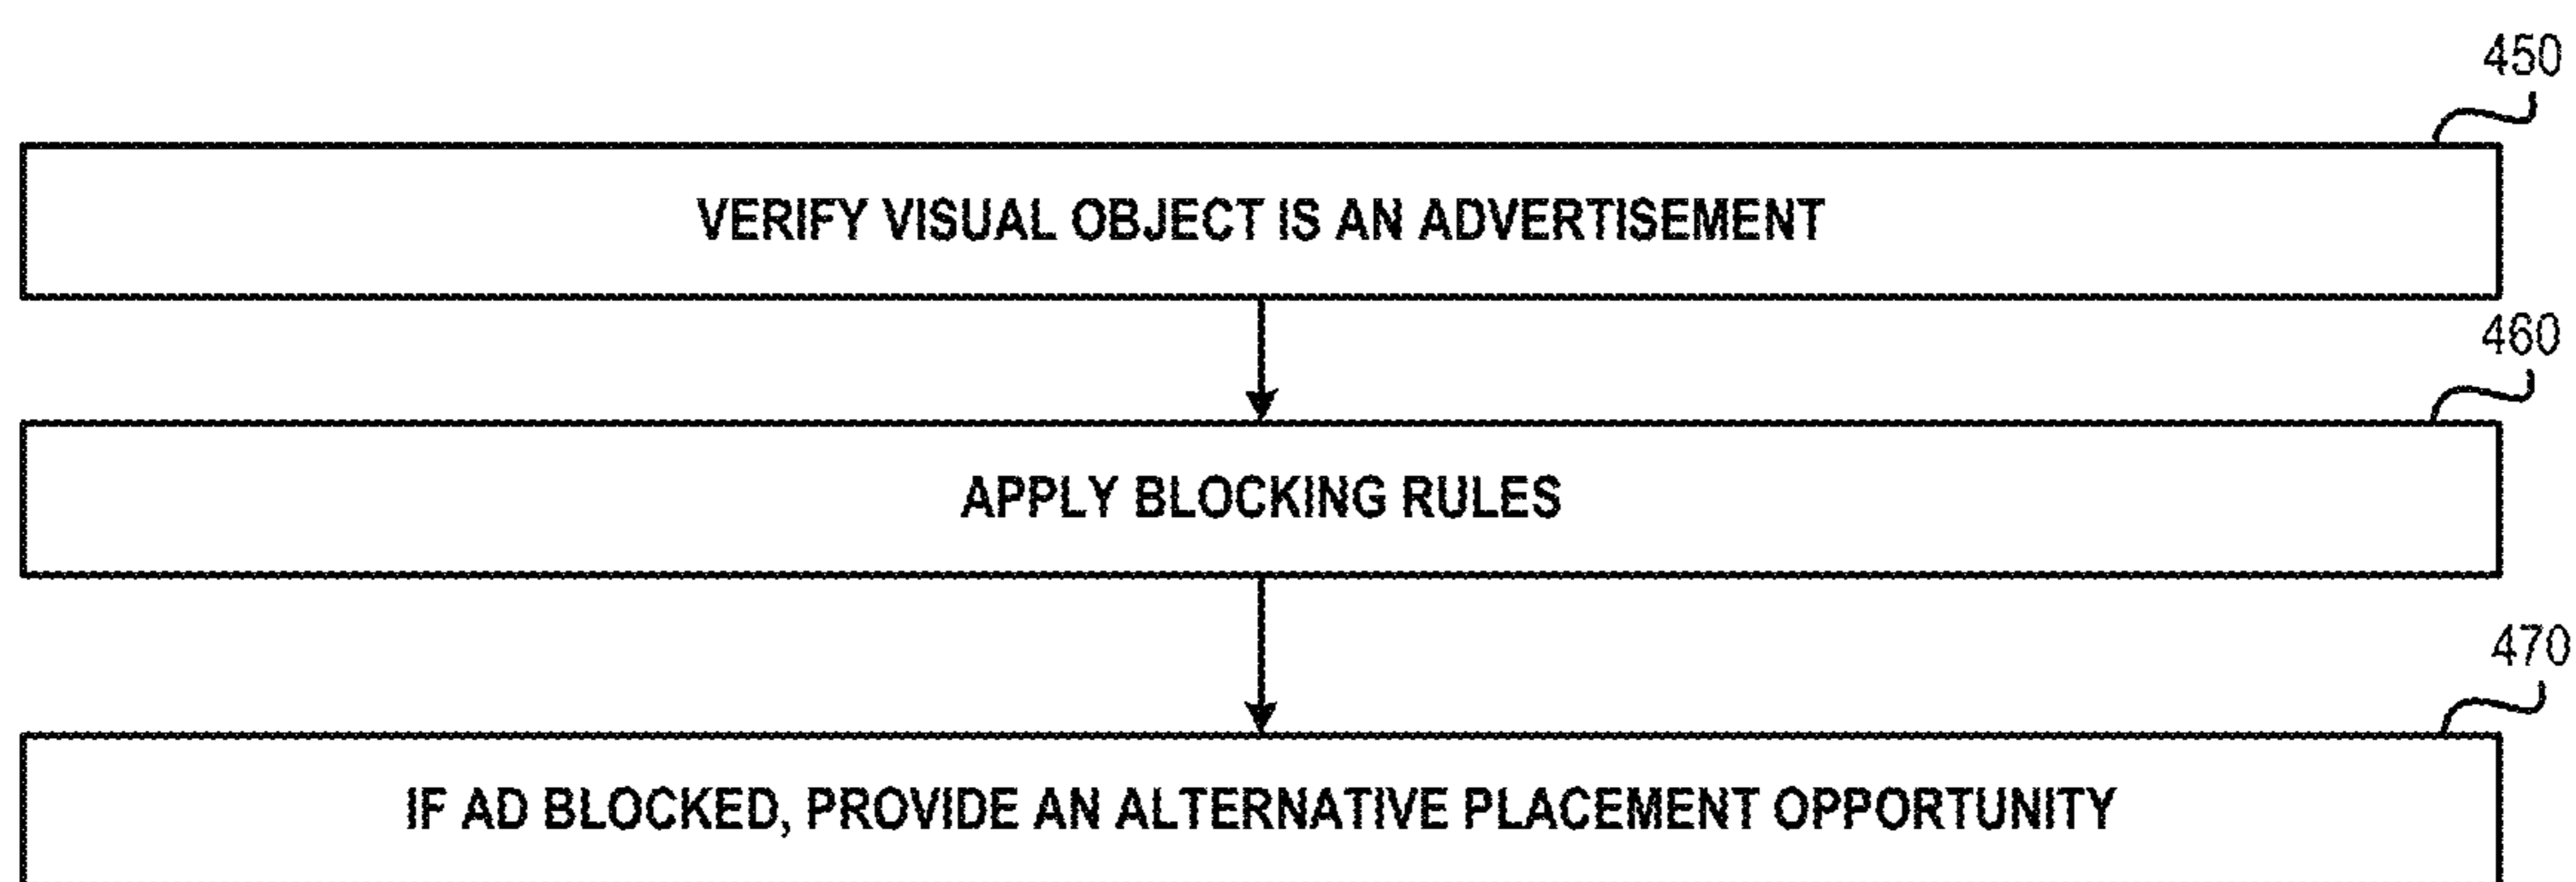 450
VERIFY VISUAL OBJECT IS AN ADVERTISEMENT
460
APPLY BLOCKING RULES
470
IF AD BLOCKED, PROVIDE AN ALTERNATIVE PLACEMENT OPPORTUNITY